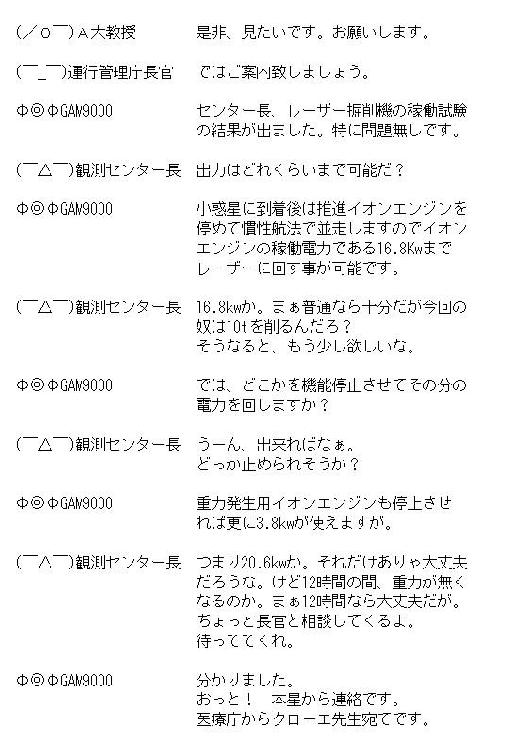 (／０￣)Ａ大教授　是非、見たいです。お願いします。
(￣_￣)運行管理庁長官　ではご案内致しましょう。
Φ◎ΦGAM9000　センター長、レーザー掘削機の稼働試験
の結果が出ました。特に問題無しです。
(￣△￣)観測センター長　出力はどれくらいまで可能だ？
Φ◎ΦGAM9000　小惑星に到着後は推進イオンエンジンを
停めて慣性航法で並走しますのでイオン
エンジンの稼働電力である16.8Kwまで
レーザーに回す事が可能です。
(￣△￣)観測センター長　16.8kwか。まぁ普通なら十分だが今回の
奴は10tを削るんだろ？
そうなると、もう少し欲しいな。
Φ◎ΦGAM9000　では、どこかを機能停止させてその分の
電力を回しますか？
(￣△￣)観測センター長　うーん、出来ればなぁ。
どっか止められそうか？
Φ◎ΦGAM9000　重力発生用イオンエンジンも停止させ
れば更に3.8kwが使えますが。
(￣△￣)観測センター長　つまり20.6kwか。それだけありゃ大丈夫
だろうな。けど12時間の間、重力が無く
なるのか。まぁ12時間なら大丈夫だが。
ちょっと長官と相談してくるよ。
待っててくれ。
Φ◎ΦGAM9000　分かりました。
おっと！　本星から連絡です。
医療庁からクローエ先生宛てです。